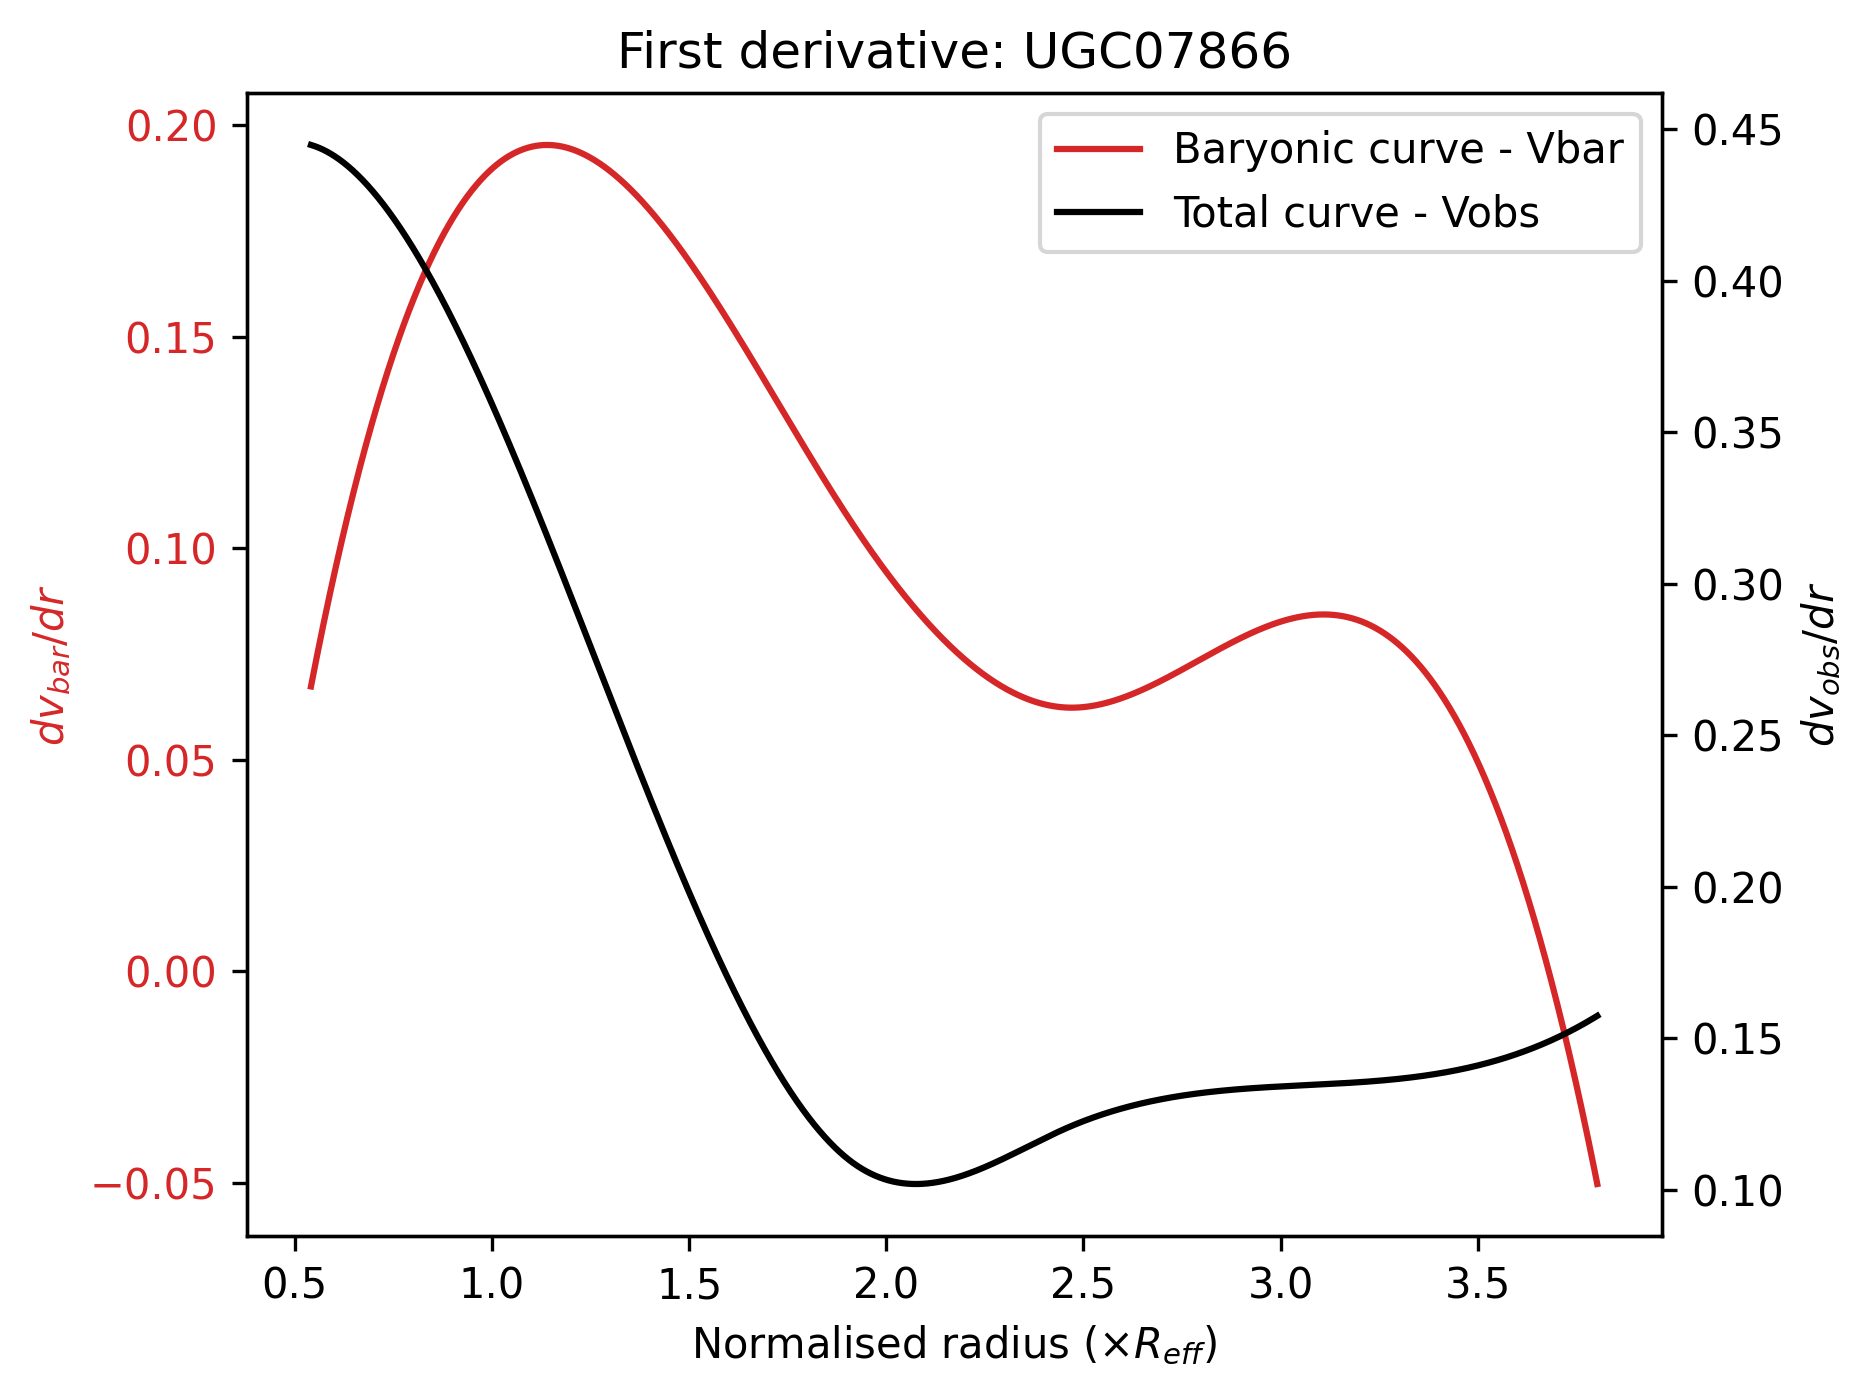 First derivative: UGC07866
0.20
0.15
0.10
0.05
0.00
−0.05
dv_bar/dr
Baryonic curve - Vbar
Total curve - Vobs
0.45
0.40
0.35
0.30
0.25
0.20
0.15
0.10
dv_obs/dr
0.5 1.0 1.5 2.0 2.5 3.0 3.5
Normalised radius (×R_eff)